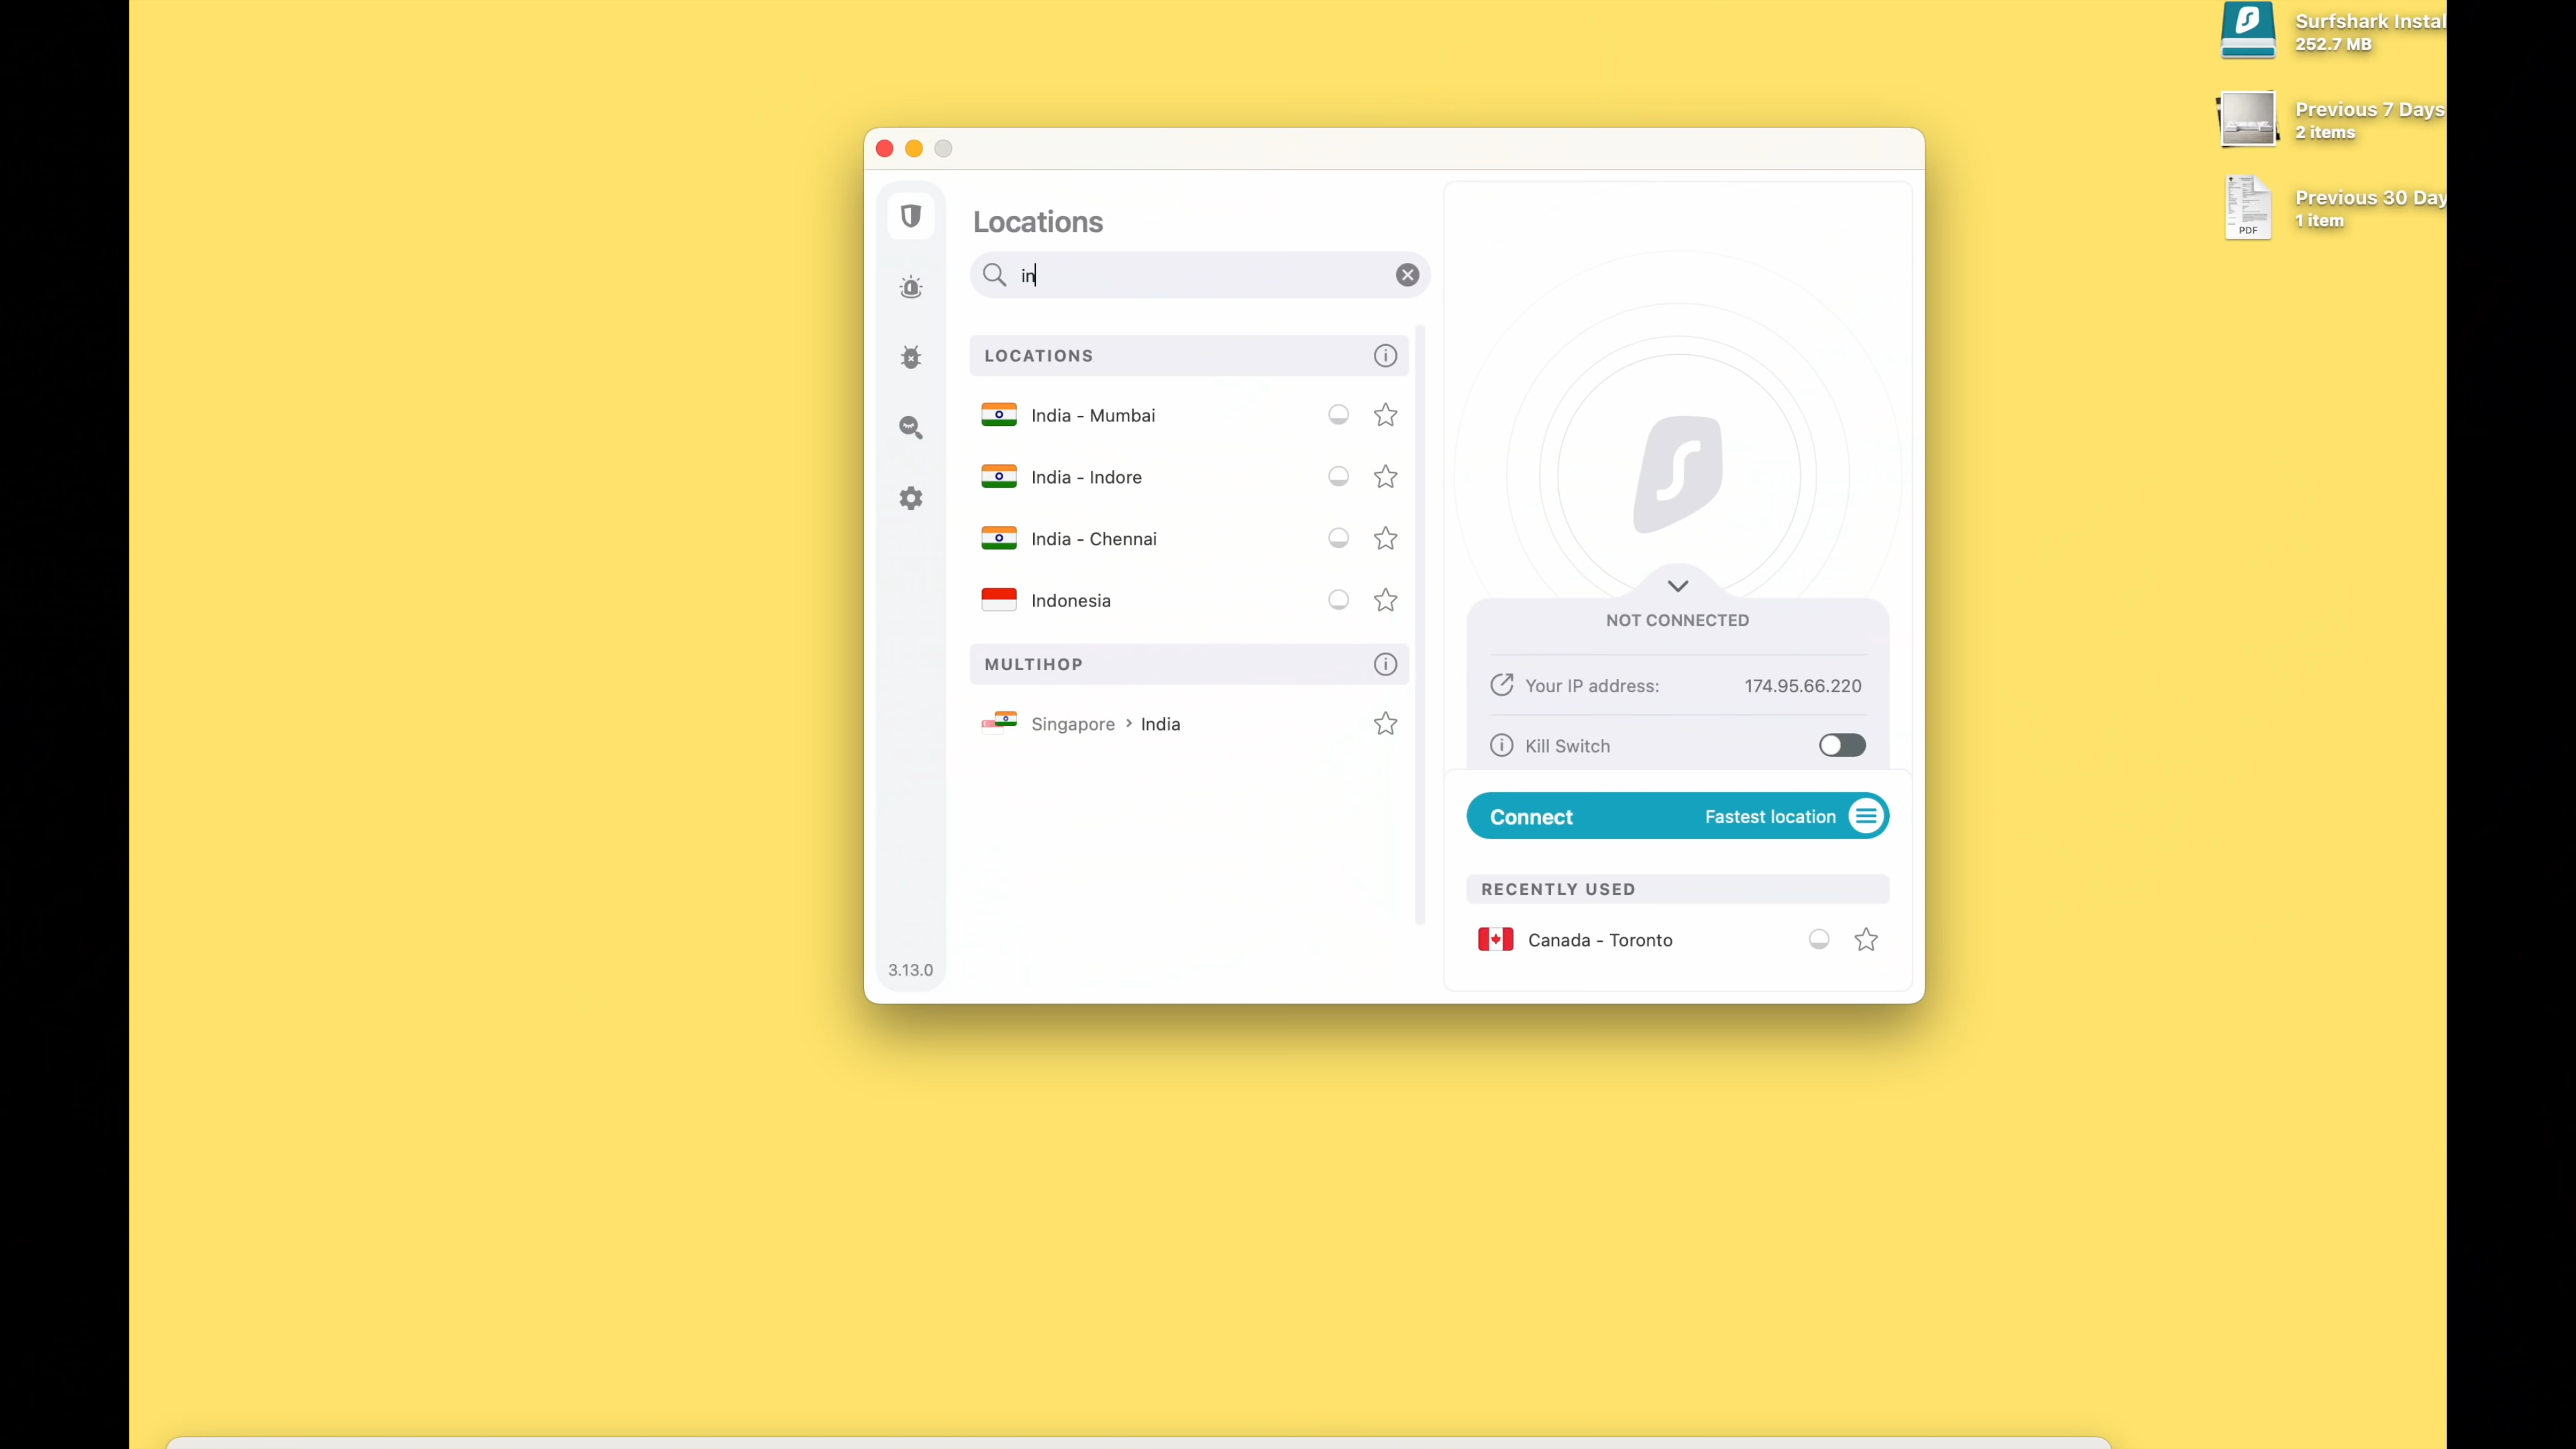 Surfshark Instal
252.7 MB
Previous 7 Days
2 items
PDF
Previous 30 Day
1 item
Locations
in
LOCATIONS
India - Mumbai
India - Indore
India - Chennai
Indonesia
MULTIHOP
Singapore > India
3.13.0
NOT CONNECTED
Your IP address: 174.95.66.220
Kill Switch
Connect Fastest location
RECENTLY USED
Canada - Toronto